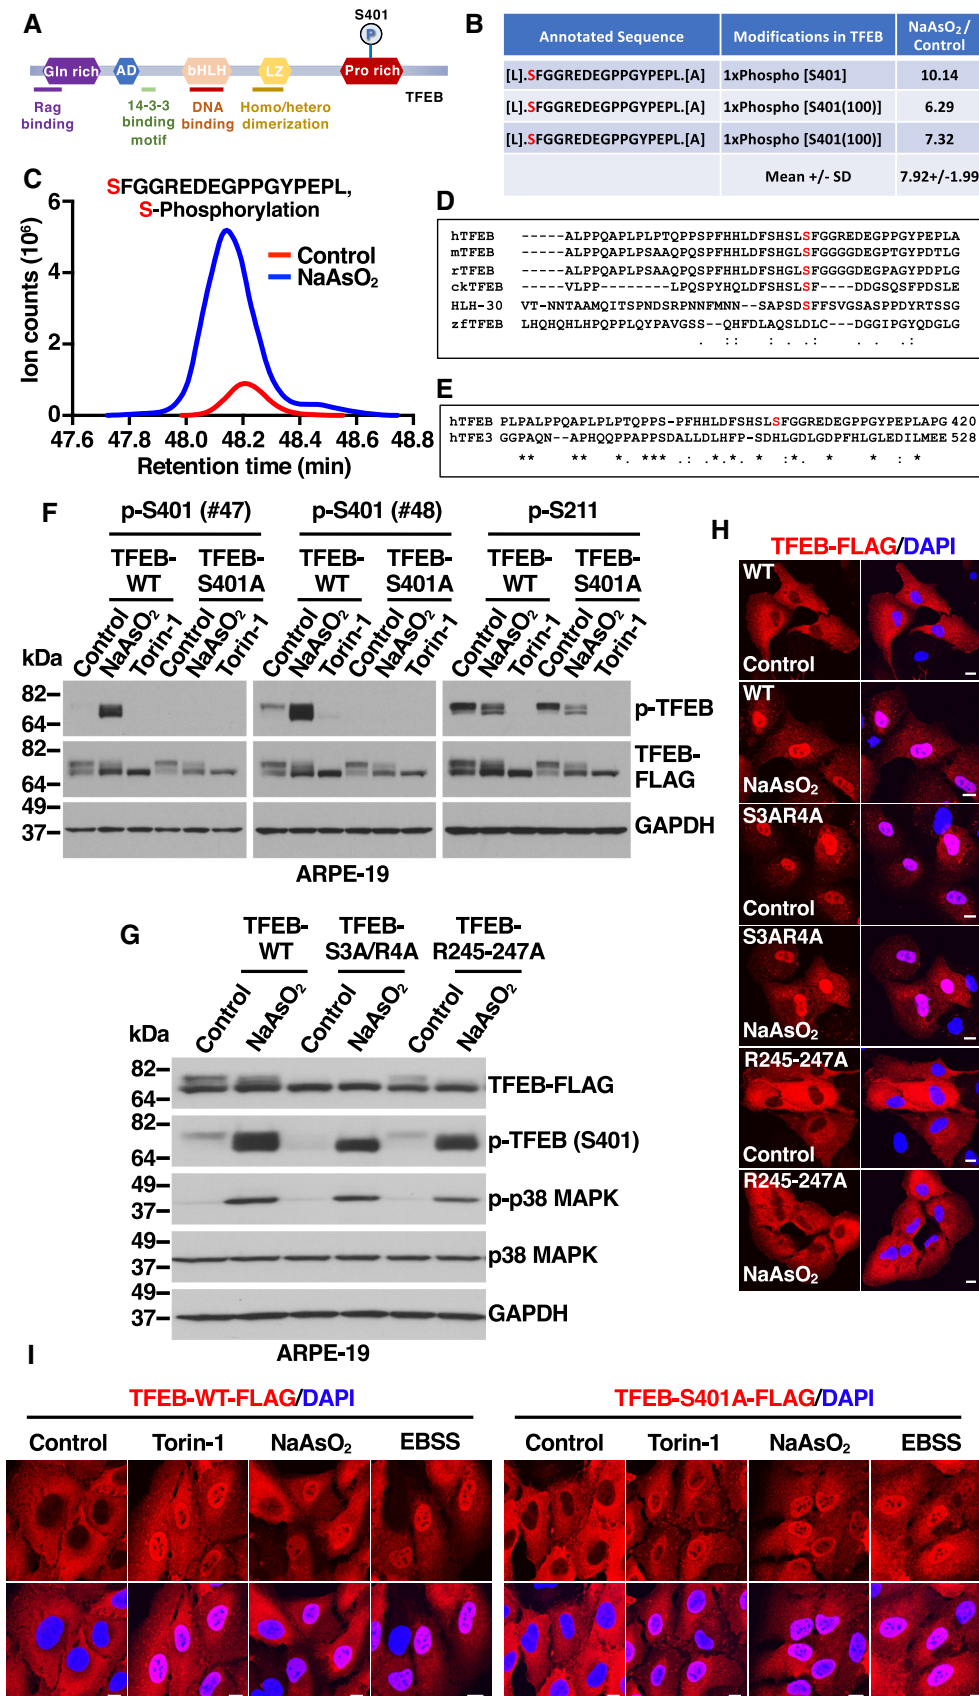 A
S401
P
Gln rich
AD
bHLH
LZ
Pro rich
TFEB
Rag binding
14-3-3 binding motif
DNA binding
Homo/hetero dimerization
B
Annotated Sequence Modifications in TFEB NaAsO2/ Control
[L].SFGGREDEGPPGYPEPL.[A] 1xPhospho [S401] 10.14
[L].SFGGREDEGPPGYPEPL.[A] 1xPhospho [S401(100)] 6.29
[L].SFGGREDEGPPGYPEPL.[A] 1xPhospho [S401(100)] 7.32
Mean +/- SD 7.92+/-1.99
C
SFGGREDEGPPGYPEPL,
S-Phosphorylation
Control
NaAsO2
Ion counts (10⁶)
6
4
2
0
47.6 47.8 48.0 48.2 48.4 48.6 48.8
Retention time (min)
D
hTFEB -----ALPPQAPLPLPTQPPSPFHHLDFSHSLSFGGREDEGPPGYPEPLA
mTFEB -----ALPPQAPLPSAAQPQSPFHHLDFSHGLSFGGGGDEGPTGYPDTLG
rTFEB -----ALPPQAPLPSAAQPQSPFHHLDFSHGLSFGGGGDEGPAGYPDPLG
ckTFEB -----VLPP--------LPQSPYHQLDFSHSLSF---DDGSQSFPDSLE
HLH-30 VT-NNTAAMQITSPNDSRPNNFMNN--SAPSDSFFSVGSASPPDYRTSSG
zfTFEB LHQHQHLHPQPPLQYPAVGSS--QHFDLAQSLDLC---DDGGIPGYQDGLG
. :: : . . : .:
E
hTFEB PLPALPPQAPLPLPTQPPS-PFHHLDFSHSLSFGGREDEGPPGYPEPLAPG 420
hTFE3 GGPAQN--APHQQPPAPPSDALLDLHFP-SDHLGDLGDPFHLGLEDILMEE 528
** ** *. *** .: *. * * :. * * : *
F
p-S401 (#47)
p-S401 (#48)
p-S211
TFEB-WT
TFEB-S401A
TFEB-WT
TFEB-S401A
TFEB-WT
TFEB-S401A
Control NaAsO2 Torin-1 Control NaAsO2 Torin-1 Control NaAsO2 Torin-1 Control NaAsO2 Torin-1 Control NaAsO2 Torin-1 Control NaAsO2 Torin-1
kDa
82
64
p-TFEB
82
64
TFEB-FLAG
49
37
GAPDH
ARPE-19
G
TFEB-WT
TFEB-S3A/R4A
TFEB-R245-247A
Control NaAsO2 Control NaAsO2 Control NaAsO2
kDa
82
64
TFEB-FLAG
82
64
p-TFEB (S401)
49
37
p-p38 MAPK
49
37
p38 MAPK
49
37
GAPDH
ARPE-19
H
TFEB-FLAG/DAPI
WT
Control
WT
NaAsO2
S3AR4A
Control
S3AR4A
NaAsO2
R245-247A
Control
R245-247A
NaAsO2
I
TFEB-WT-FLAG/DAPI
Control Torin-1 NaAsO2 EBSS
TFEB-S401A-FLAG/DAPI
Control Torin-1 NaAsO2 EBSS